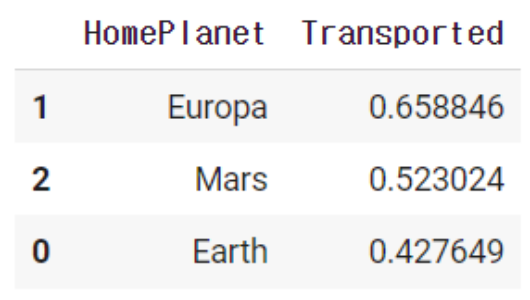 HomePlanet Transported
1 Europa 0.658846
2 Mars 0.523024
0 Earth 0.427649